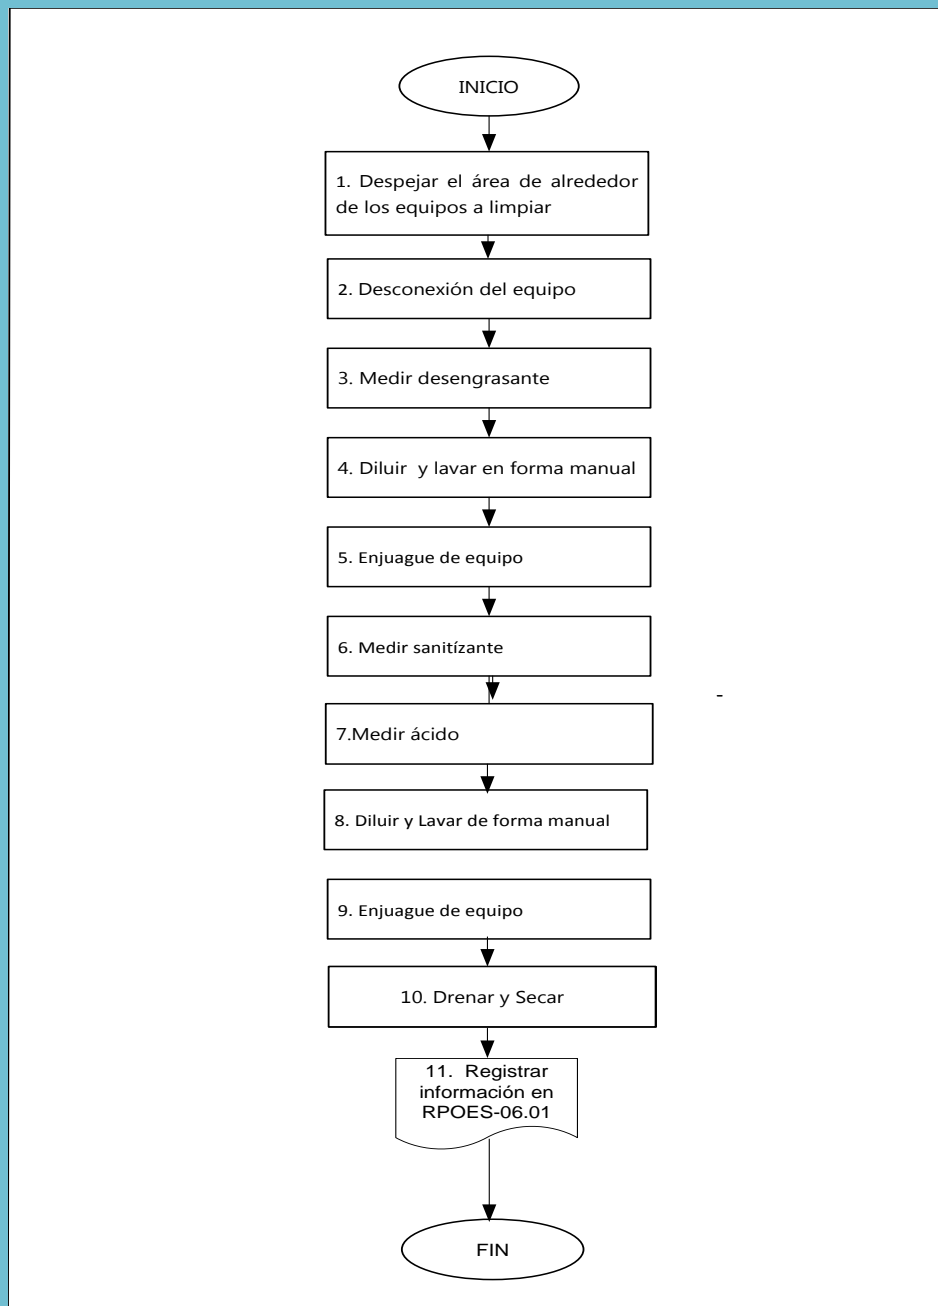 INICIO
1. Despejar el área de alrededor
de los equipos a limpiar
2. Desconexión del equipo
3. Medir desengrasante
4. Diluir y lavar en forma manual
5. Enjuague de equipo
6. Medir sanitízante
-
7.Medir ácido
8. Diluir y Lavar de forma manual
9. Enjuague de equipo
10. Drenar y Secar
11. Registrar
información en
RPOES-06.01
FIN